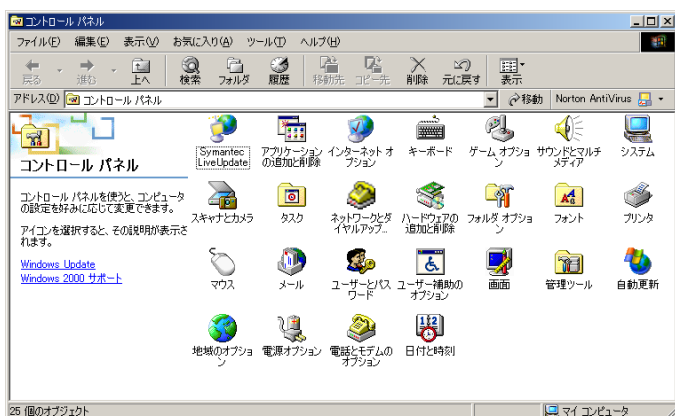 コントロール パネル
ファイル(F) 編集(E) 表示(V) お気に入り(A) ツール(T) ヘルプ(H)
戻る 進む 上へ 検索 フォルダ 履歴 移動先 コピー先 削除 元に戻す 表示
アドレス(D) コントロール パネル 移動 Norton AntiVirus
コントロール パネル
コントロール パネルを使うと、コンピュータ
の設定を好みに応じて変更できます。
アイコンを選択すると、その説明が表示さ
れます。
Windows Update
Windows 2000 サポート
Symantec
LiveUpdate
アプリケーション
の追加と削除
インターネット オ
プション
キーボード
ゲーム オプショ
ン
サウンドとマルチ
メディア
システム
スキャナとカメラ
タスク
ネットワークとダ
イヤルアップ...
ハードウェアの
追加と削除
フォルダ オプショ
ン
フォント
プリンタ
マウス
メール
ユーザーとパス
ワード
ユーザー補助の
オプション
画面
管理ツール
自動更新
地域のオプショ
ン
電源オプション
電話とモデムの
オプション
日付と時刻
25 個のオブジェクト
マイ コンピュータ